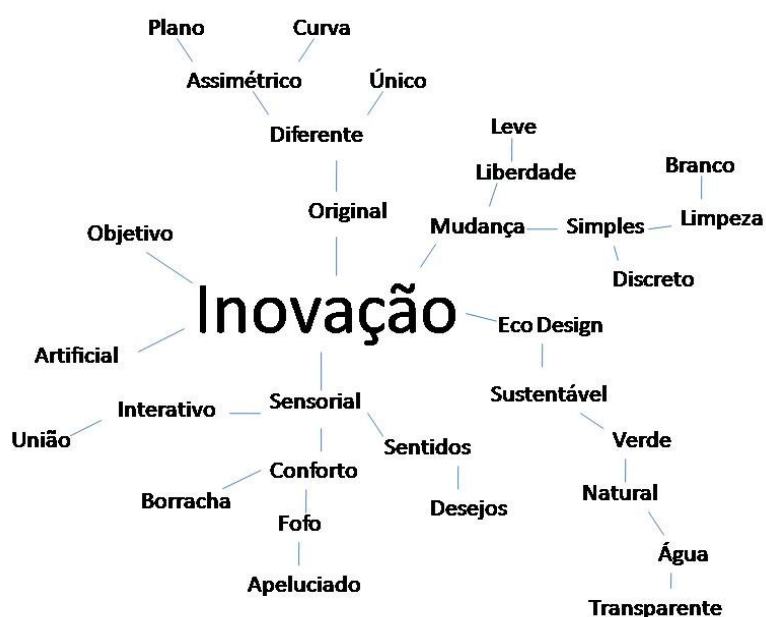 Plano
Curva
Assimétrico
Único
Diferente
Leve
Liberdade
Branco
Original
Mudança
Simples
Limpeza
Objetivo
Discreto
Inovação
Eco Design
Artificial
Sustentável
Interativo
Sensorial
União
Sentidos
Verde
Conforto
Borracha
Natural
Desejos
Fofo
Água
Apeluciado
Transparente